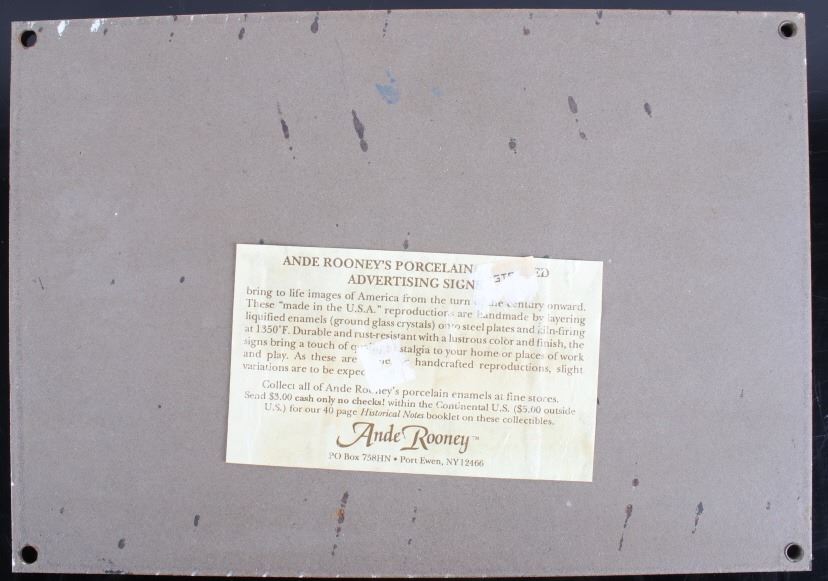 ANDE ROONEY'S PORCELAIN ED
ADVERTISING SIGNS
bring to life images of America from the turn the century onward.
These "made in the U.S.A." reproductions are handmade by layering
liquified enamels (ground glass crystals) onto steel plates and kiln-firing
at 1350°F. Durable and rust-resistant with a lustrous color and finish, the
signs bring a touch of nostalgia to your home or places of work
and play. As these are handcrafted reproductions, slight
variations are to be expec
Collect all of Ande Rooney's porcelain enamels at fine stores.
Send $3.00 cash only no checks! within the Continental U.S. ($5.00 outside
U.S.) for our 40 page Historical Notes booklet on these collectibles.
Ande Rooney™
PO Box 758HN • Port Ewen, NY 12466